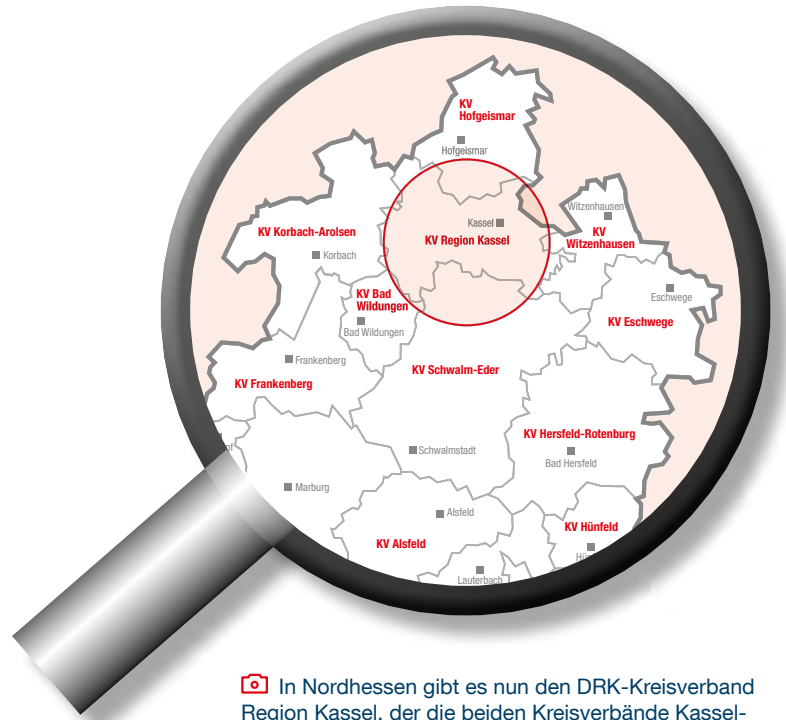 KV
Hofgeismar
Hofgeismar
Kassel
KV Region Kassel
Witzenhausen
KV
Witzenhausen
KV Korbach-Arolsen
Korbach
KV Bad
Wildungen
Bad Wildungen
Eschwege
KV Eschwege
Frankenberg
KV Frankenberg
KV Schwalm-Eder
KV Hersfeld-Rotenburg
Bad Hersfeld
Schwalmstadt
Marburg
Alsfeld
KV Alsfeld
KV Hünfeld
Lauterbach
In Nordhessen gibt es nun den DRK-Kreisverband
Region Kassel, der die beiden Kreisverbände Kassel-